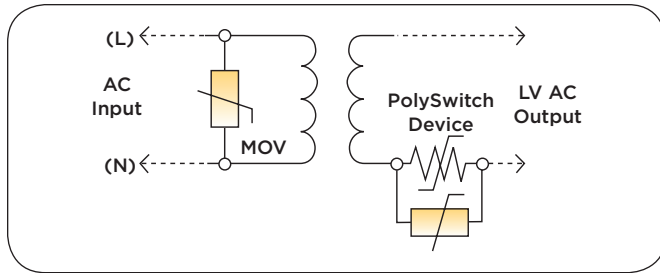 (L)
AC
Input
(N)
MOV
PolySwitch
Device
LV AC
Output